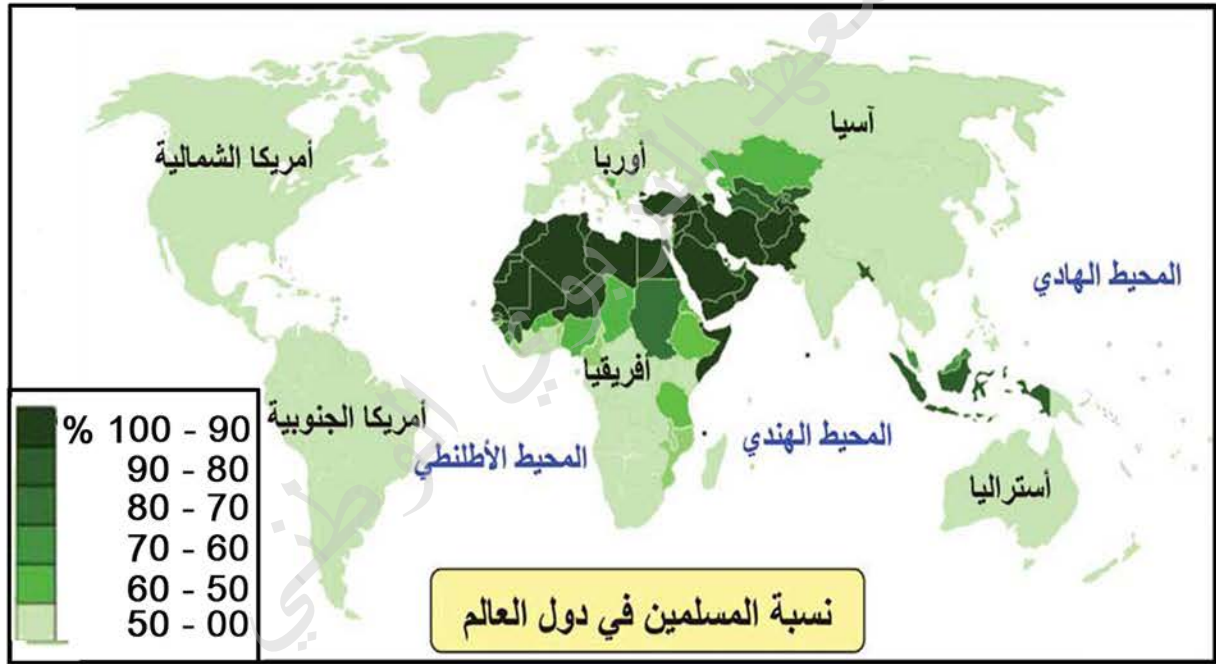 آسيا
أوربا
أمريكا الشمالية
المحيط الهادي
أفريقيا
أمريكا الجنوبية
المحيط الهندي
المحيط الأطلنطي
أستراليا
% 100 - 90
90 - 80
80 - 70
70 - 60
60 - 50
50 - 00
نسبة المسلمين في دول العالم